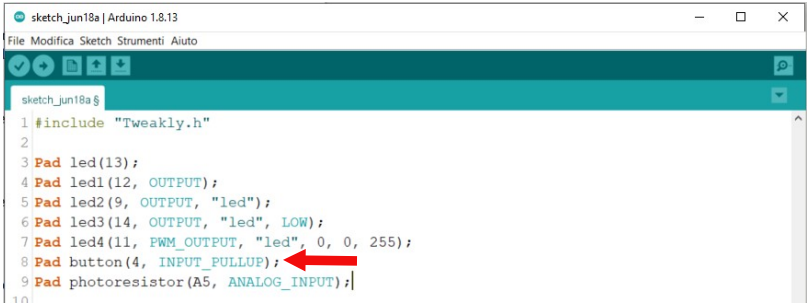 sketch_jun18a | Arduino 1.8.13
File Modifica Sketch Strumenti Aiuto
sketch_jun18a §
1 #include "Tweakly.h"
2
3 Pad led(13);
4 Pad led1(12, OUTPUT);
5 Pad led2(9, OUTPUT, "led");
6 Pad led3(14, OUTPUT, "led", LOW);
7 Pad led4(11, PWM_OUTPUT, "led", 0, 0, 255);
8 Pad button(4, INPUT_PULLUP);
9 Pad photoresistor(A5, ANALOG_INPUT);
10